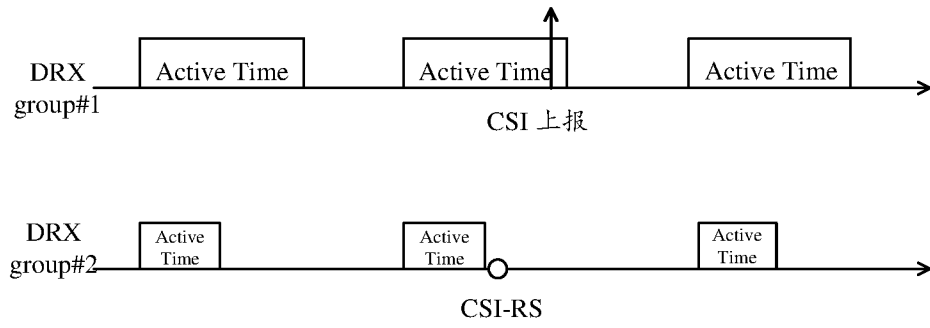 DRX
group#1
Active Time
Active Time
Active Time
CSI 上报
DRX
group#2
Active
Time
Active
Time
Active
Time
CSI-RS